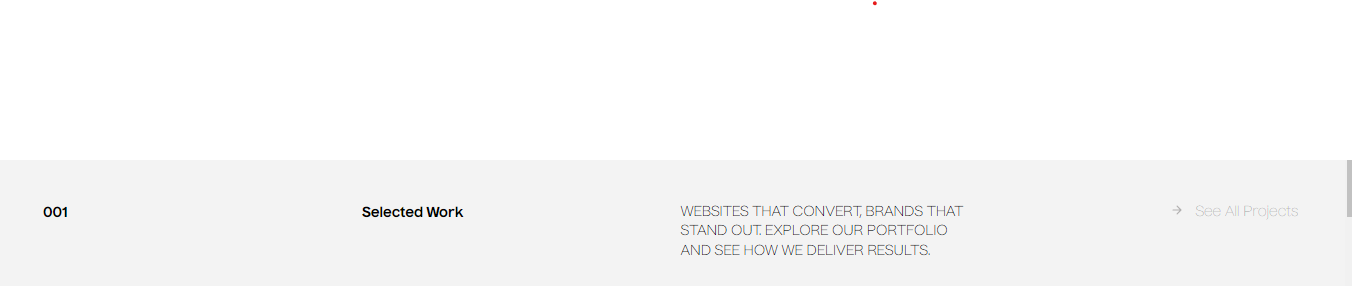 001
Selected Work
WEBSITES THAT CONVERT, BRANDS THAT
STAND OUT. EXPLORE OUR PORTFOLIO
AND SEE HOW WE DELIVER RESULTS.
→ See All Projects